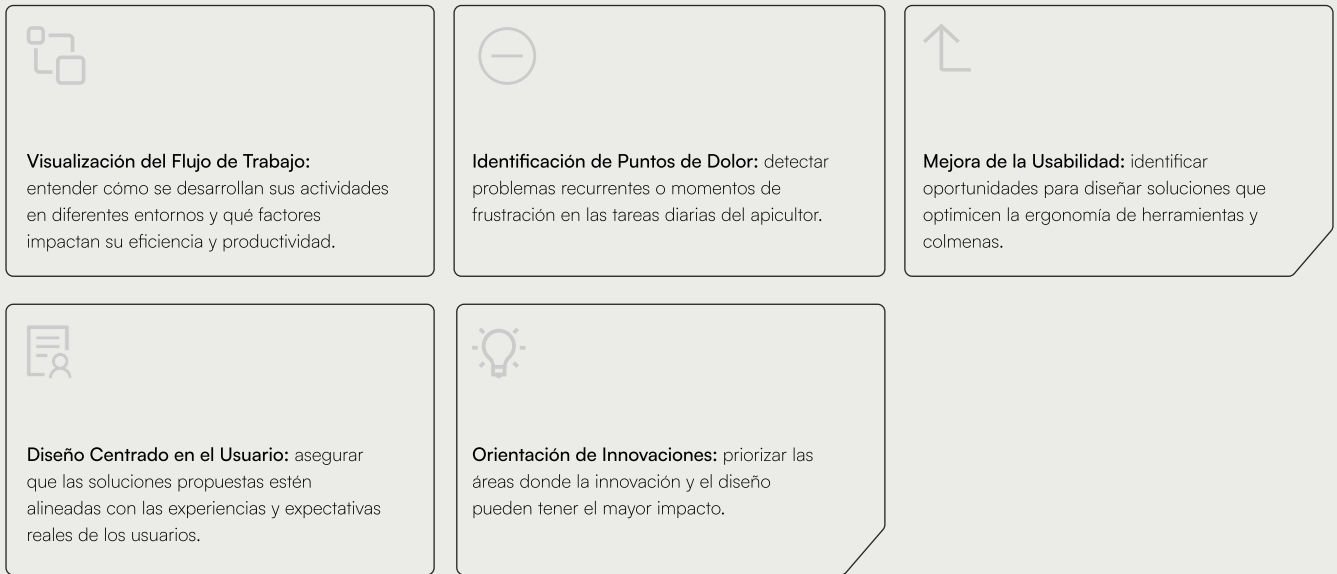 Visualización del Flujo de Trabajo:
entender cómo se desarrollan sus actividades
en diferentes entornos y qué factores
impactan su eficiencia y productividad.
Identificación de Puntos de Dolor: detectar
problemas recurrentes o momentos de
frustración en las tareas diarias del apicultor.
Mejora de la Usabilidad: identificar
oportunidades para diseñar soluciones que
optimicen la ergonomía de herramientas y
colmenas.
Diseño Centrado en el Usuario: asegurar
que las soluciones propuestas estén
alineadas con las experiencias y expectativas
reales de los usuarios.
Orientación de Innovaciones: priorizar las
áreas donde la innovación y el diseño
pueden tener el mayor impacto.